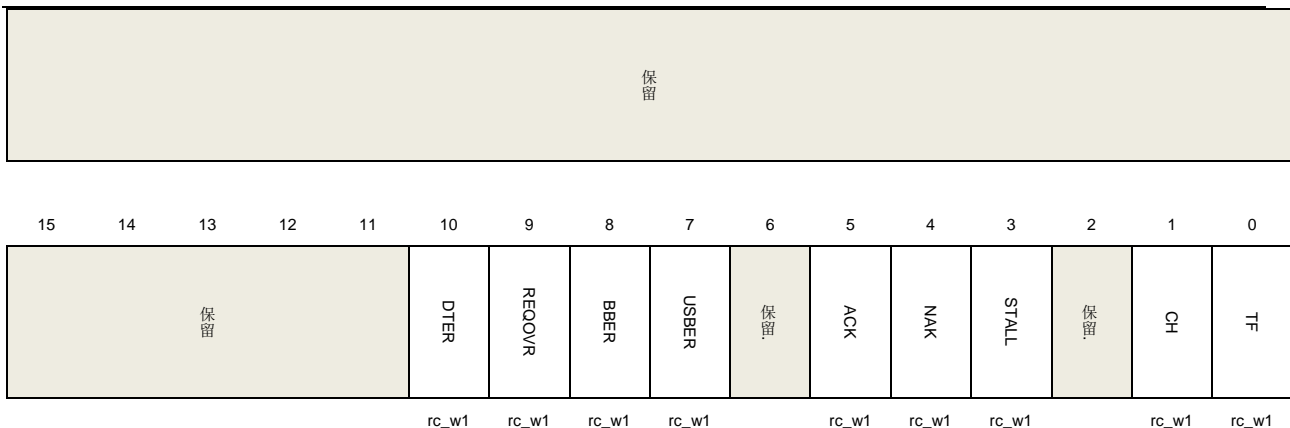 保留
15 14 13 12 11 10 9 8 7 6 5 4 3 2 1 0
保留 DTER REQOVR BBER USBER 保留. ACK NAK STALL 保留. CH TF
rc_w1 rc_w1 rc_w1 rc_w1 rc_w1 rc_w1 rc_w1 rc_w1 rc_w1